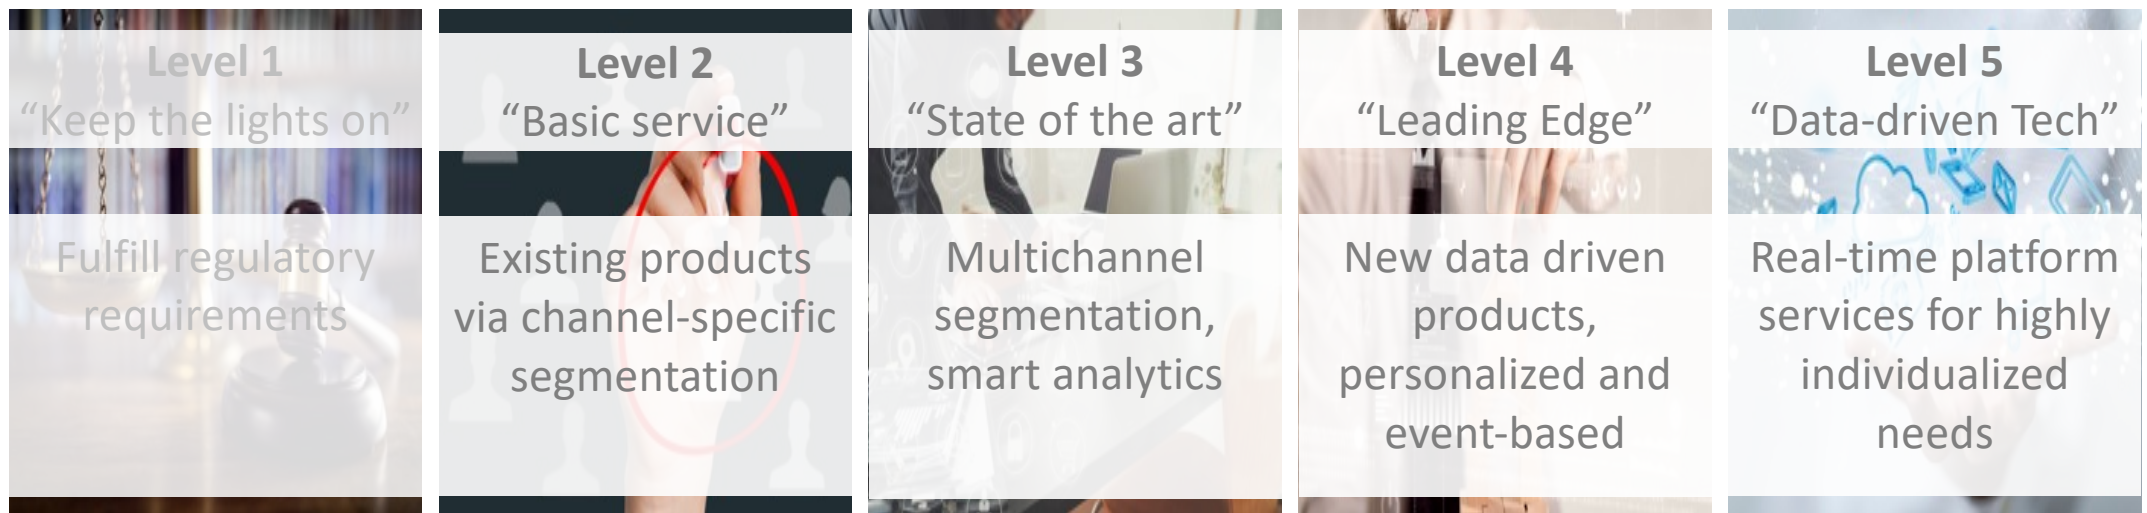 Level 1
“Keep the lights on”
Fulfill regulatory
requirements
Level 2
“Basic service”
Existing products
via channel-specific
segmentation
Level 3
“State of the art”
Multichannel
segmentation,
smart analytics
Level 4
“Leading Edge”
New data driven
products,
personalized and
event-based
Level 5
“Data-driven Tech”
Real-time platform
services for highly
individualized
needs